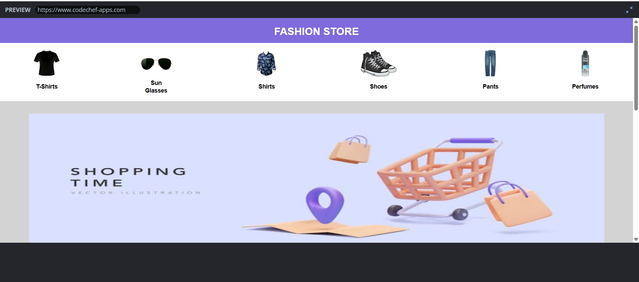 PREVIEW https://www.codechef-apps.com
FASHION STORE
T-Shirts
Sun
Glasses
Shirts
Shoes
Pants
Perfumes
SHOPPING
TIME
VECTOR ILLUSTRATION